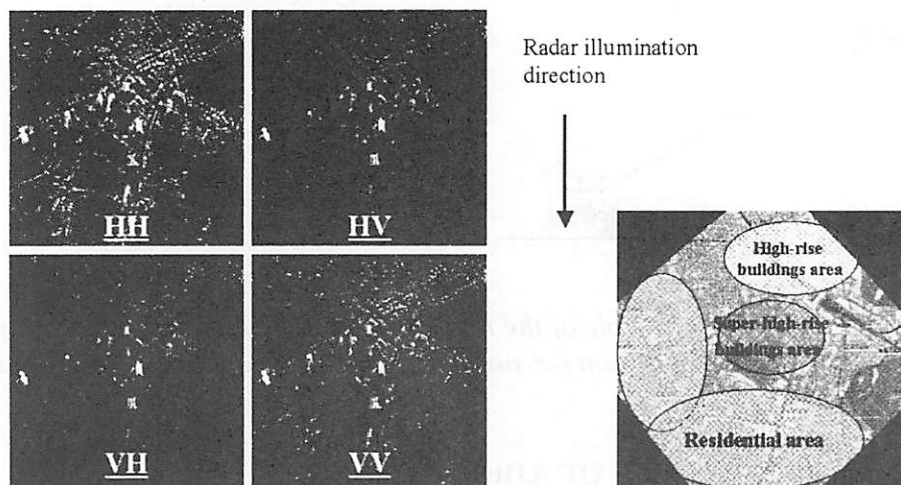 Radar illumination
direction
HH
HV
High-rise
buildings area
Super-high-rise
buildings area
VH
VV
Residential area